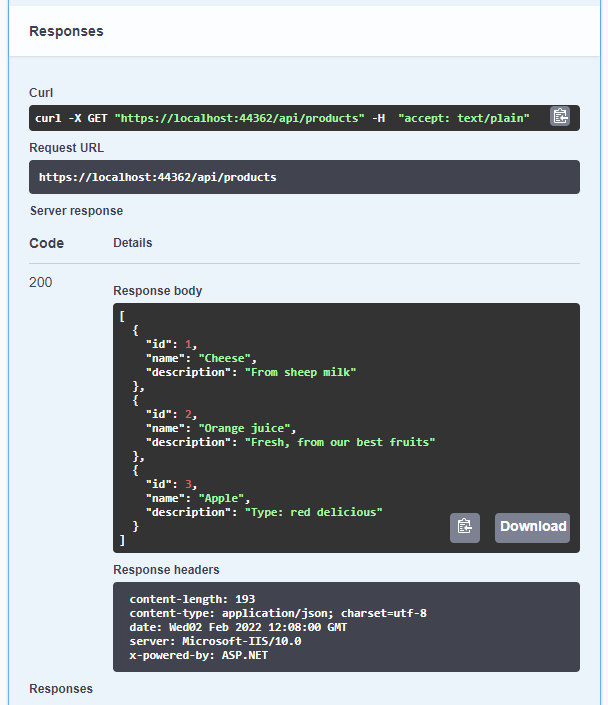 Responses
Curl
curl -X GET "https://localhost:44362/api/products" -H  "accept: text/plain"
Request URL
https://localhost:44362/api/products
Server response
Code Details
200
Response body
[
  {
    "id": 1,
    "name": "Cheese",
    "description": "From sheep milk"
  },
  {
    "id": 2,
    "name": "Orange juice",
    "description": "Fresh, from our best fruits"
  },
  {
    "id": 3,
    "name": "Apple",
    "description": "Type: red delicious"
  }
]
Download
Response headers
content-length: 193
content-type: application/json; charset=utf-8
date: Wed02 Feb 2022 12:08:00 GMT
server: Microsoft-IIS/10.0
x-powered-by: ASP.NET
Responses